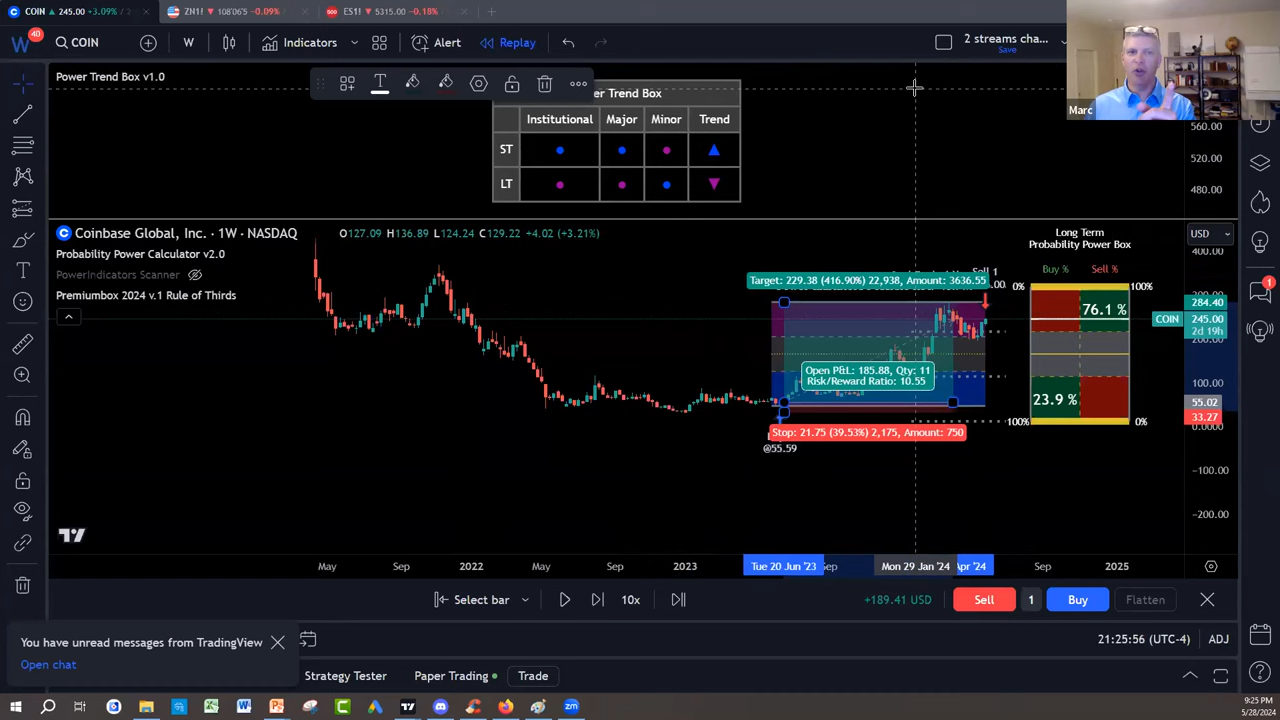 COIN 245.00 +3.09%
ZN1! 108'06'5 -0.09%
ES1! 5315.00 -0.18%
40
COIN
W
Indicators
Alert
Replay
2 streams cha...
Save
Marc
Power Trend Box v1.0
er Trend Box
Institutional Major Minor Trend
ST
LT
560.00
520.00
480.00
Coinbase Global, Inc. · 1W · NASDAQ
O127.09 H136.89 L124.24 C129.22 +4.02 (+3.21%)
Probability Power Calculator v2.0
PowerIndicators Scanner
Premiumbox 2024 v.1 Rule of Thirds
Long Term
Probability Power Box
Buy % Sell %
0% 100%
76.1 %
23.9 %
100% 0%
USD
400.00
284.40
COIN 245.00
2d 19h
200.00
100.00
55.02
33.27
0.0000
−100.00
−200.00
Sell 1
Target: 229.38 (416.90%) 22,938, Amount: 3636.55
Open P&L: 185.88, Qty: 11
Risk/Reward Ratio: 10.55
Stop: 21.75 (39.53%) 2,175, Amount: 750
@55.59
May Sep 2022 May Sep 2023 Tue 20 Jun '23 Sep Mon 29 Jan '24 Apr '24 Sep 2025
Select bar
10x
+189.41 USD
Sell 1 Buy Flatten
You have unread messages from TradingView
Open chat
21:25:56 (UTC-4) ADJ
Strategy Tester Paper Trading Trade
1
9:25 PM
5/28/2024